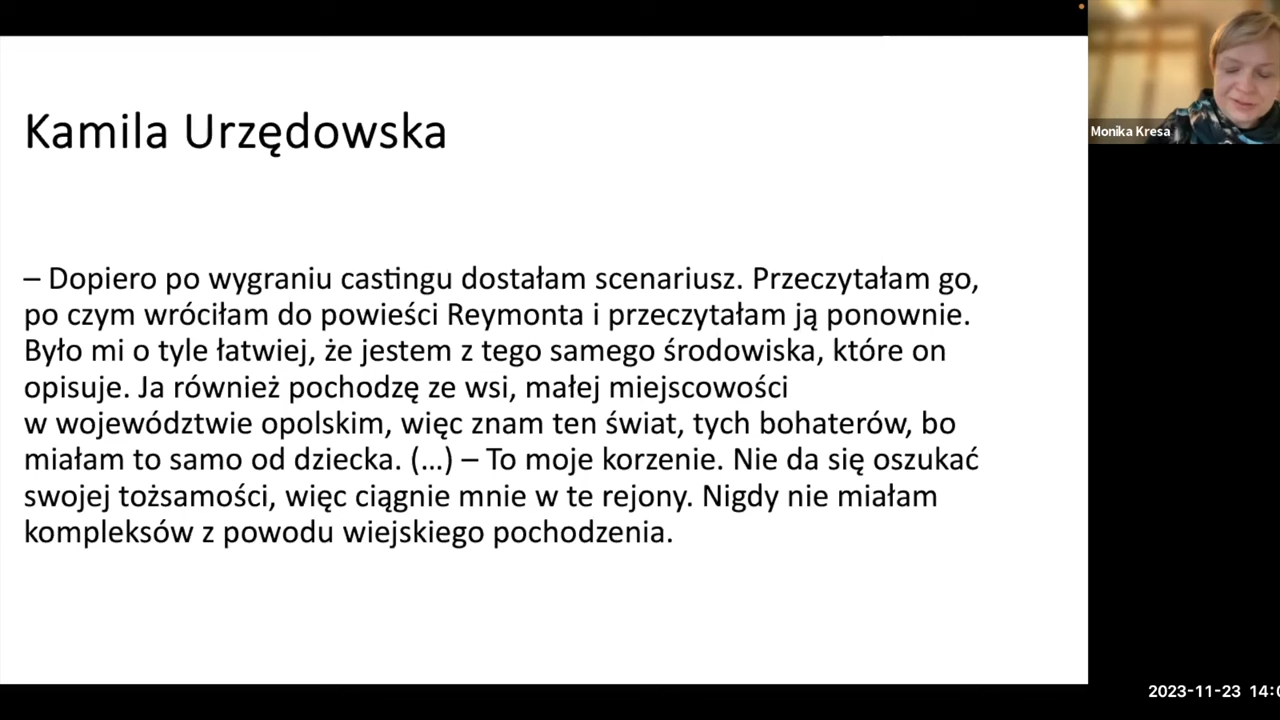 Kamila Urzędowska
– Dopiero po wygraniu castingu dostałam scenariusz. Przeczytałam go,
po czym wróciłam do powieści Reymonta i przeczytałam ją ponownie.
Było mi o tyle łatwiej, że jestem z tego samego środowiska, które on
opisuje. Ja również pochodzę ze wsi, małej miejscowości
w województwie opolskim, więc znam ten świat, tych bohaterów, bo
miałam to samo od dziecka. (...) – To moje korzenie. Nie da się oszukać
swojej tożsamości, więc ciągnie mnie w te rejony. Nigdy nie miałam
kompleksów z powodu wiejskiego pochodzenia.
Monika Kresa
2023-11-23 14:0